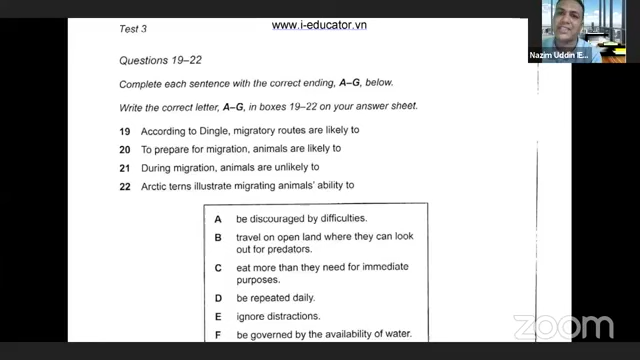 Test 3
www.i-educator.vn
Nazim Uddin IE...
Questions 19–22
Complete each sentence with the correct ending, A–G, below.
Write the correct letter, A–G, in boxes 19–22 on your answer sheet.
19 According to Dingle, migratory routes are likely to
20 To prepare for migration, animals are likely to
21 During migration, animals are unlikely to
22 Arctic terns illustrate migrating animals' ability to
A be discouraged by difficulties.
B travel on open land where they can look
out for predators.
C eat more than they need for immediate
purposes.
D be repeated daily.
E ignore distractions.
F be governed by the availability of water.
zoom